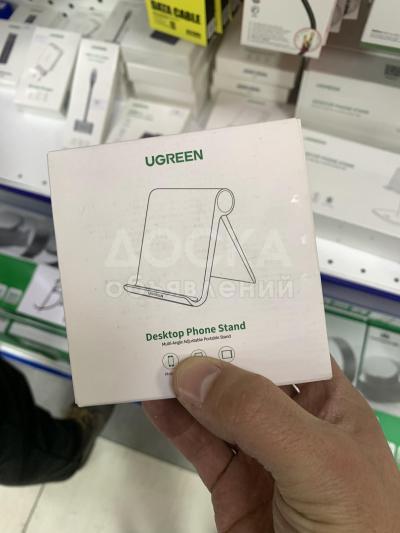 DATA CABLE
UGREEN
ДОСКА
объявлений
Desktop Phone Stand
Multi-Angle Adjustable Portable Stand